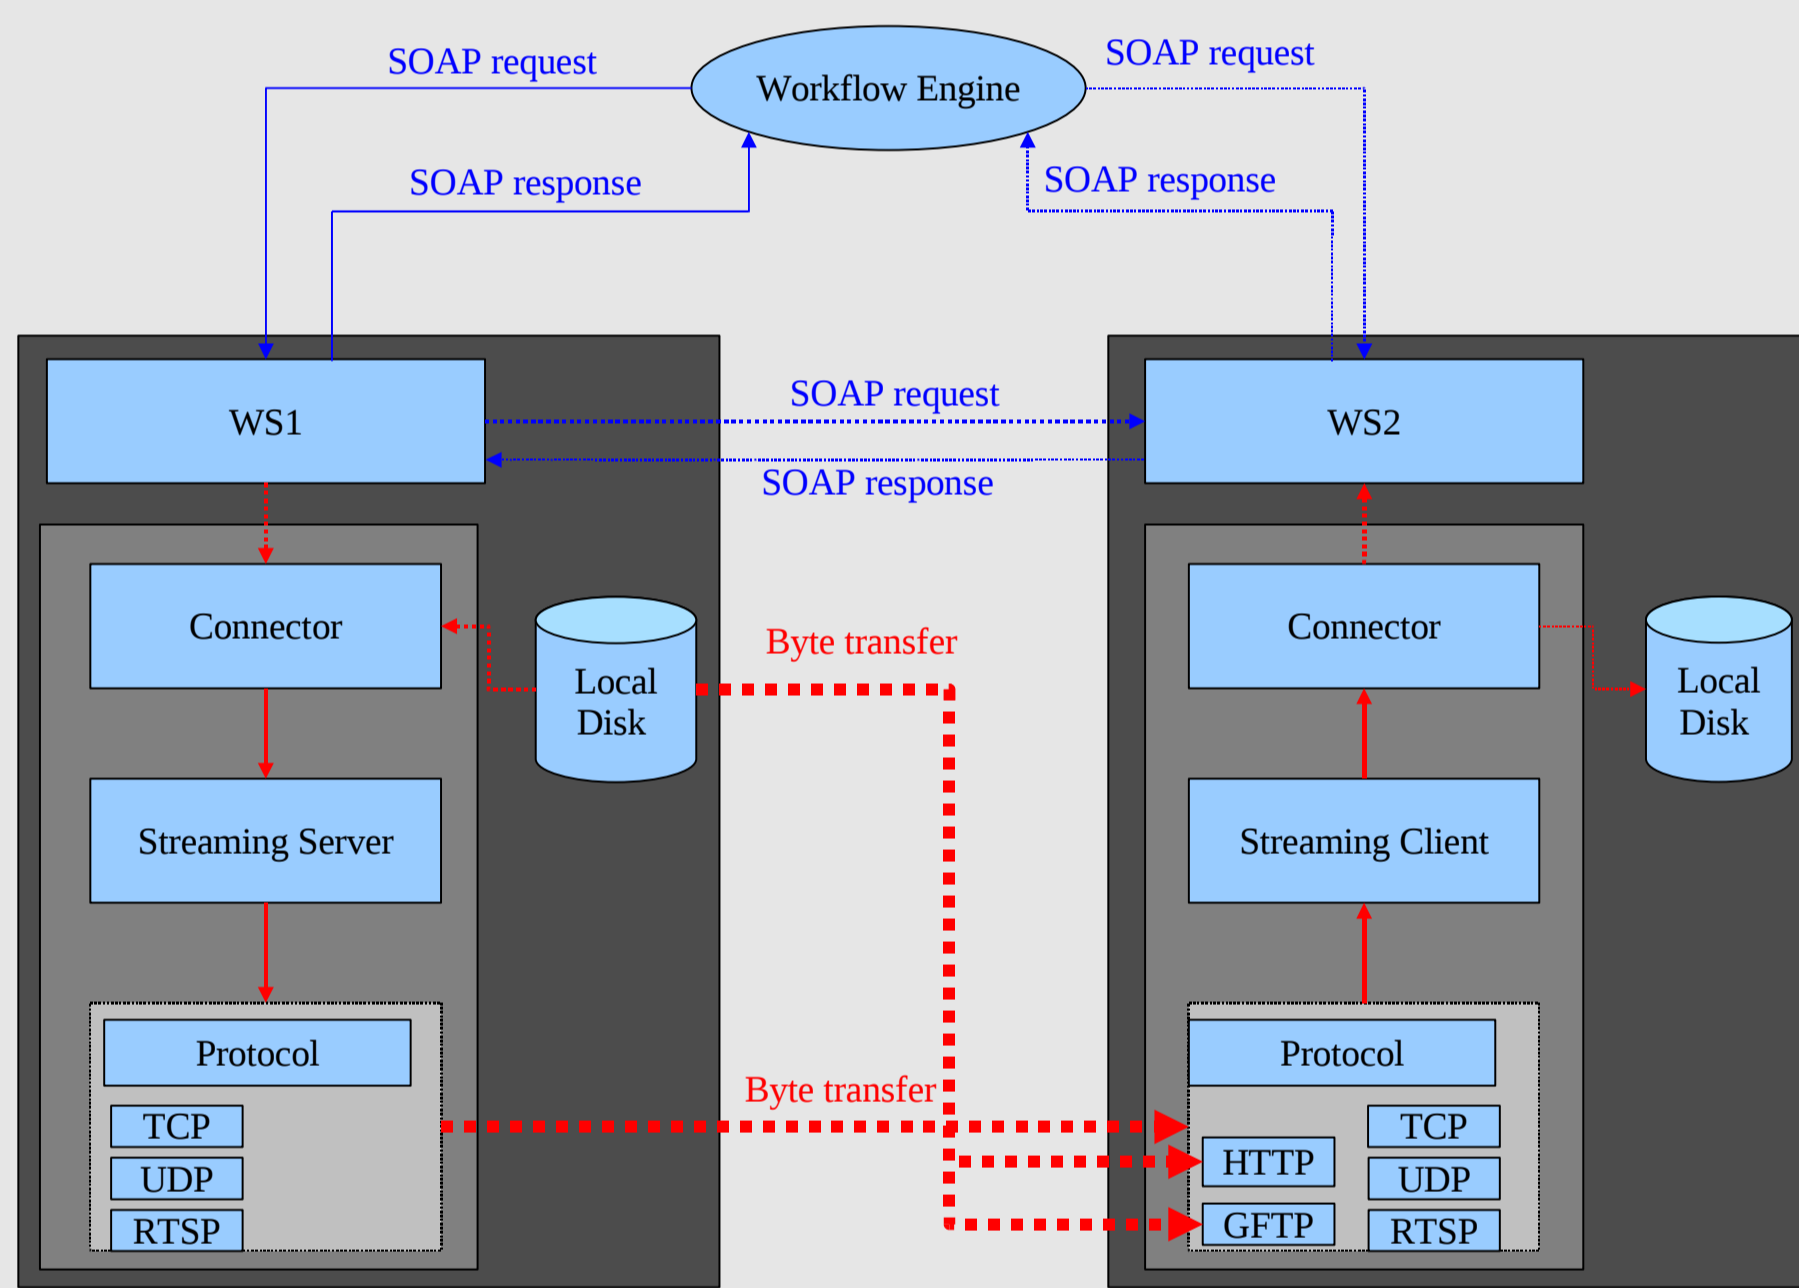 SOAP request
Workflow Engine
SOAP request
SOAP response
SOAP response
WS1
SOAP request
SOAP response
WS2
Connector
Local
Disk
Byte transfer
Connector
Local
Disk
Streaming Server
Streaming Client
Protocol
TCP
UDP
RTSP
Byte transfer
Protocol
HTTP
GFTP
TCP
UDP
RTSP